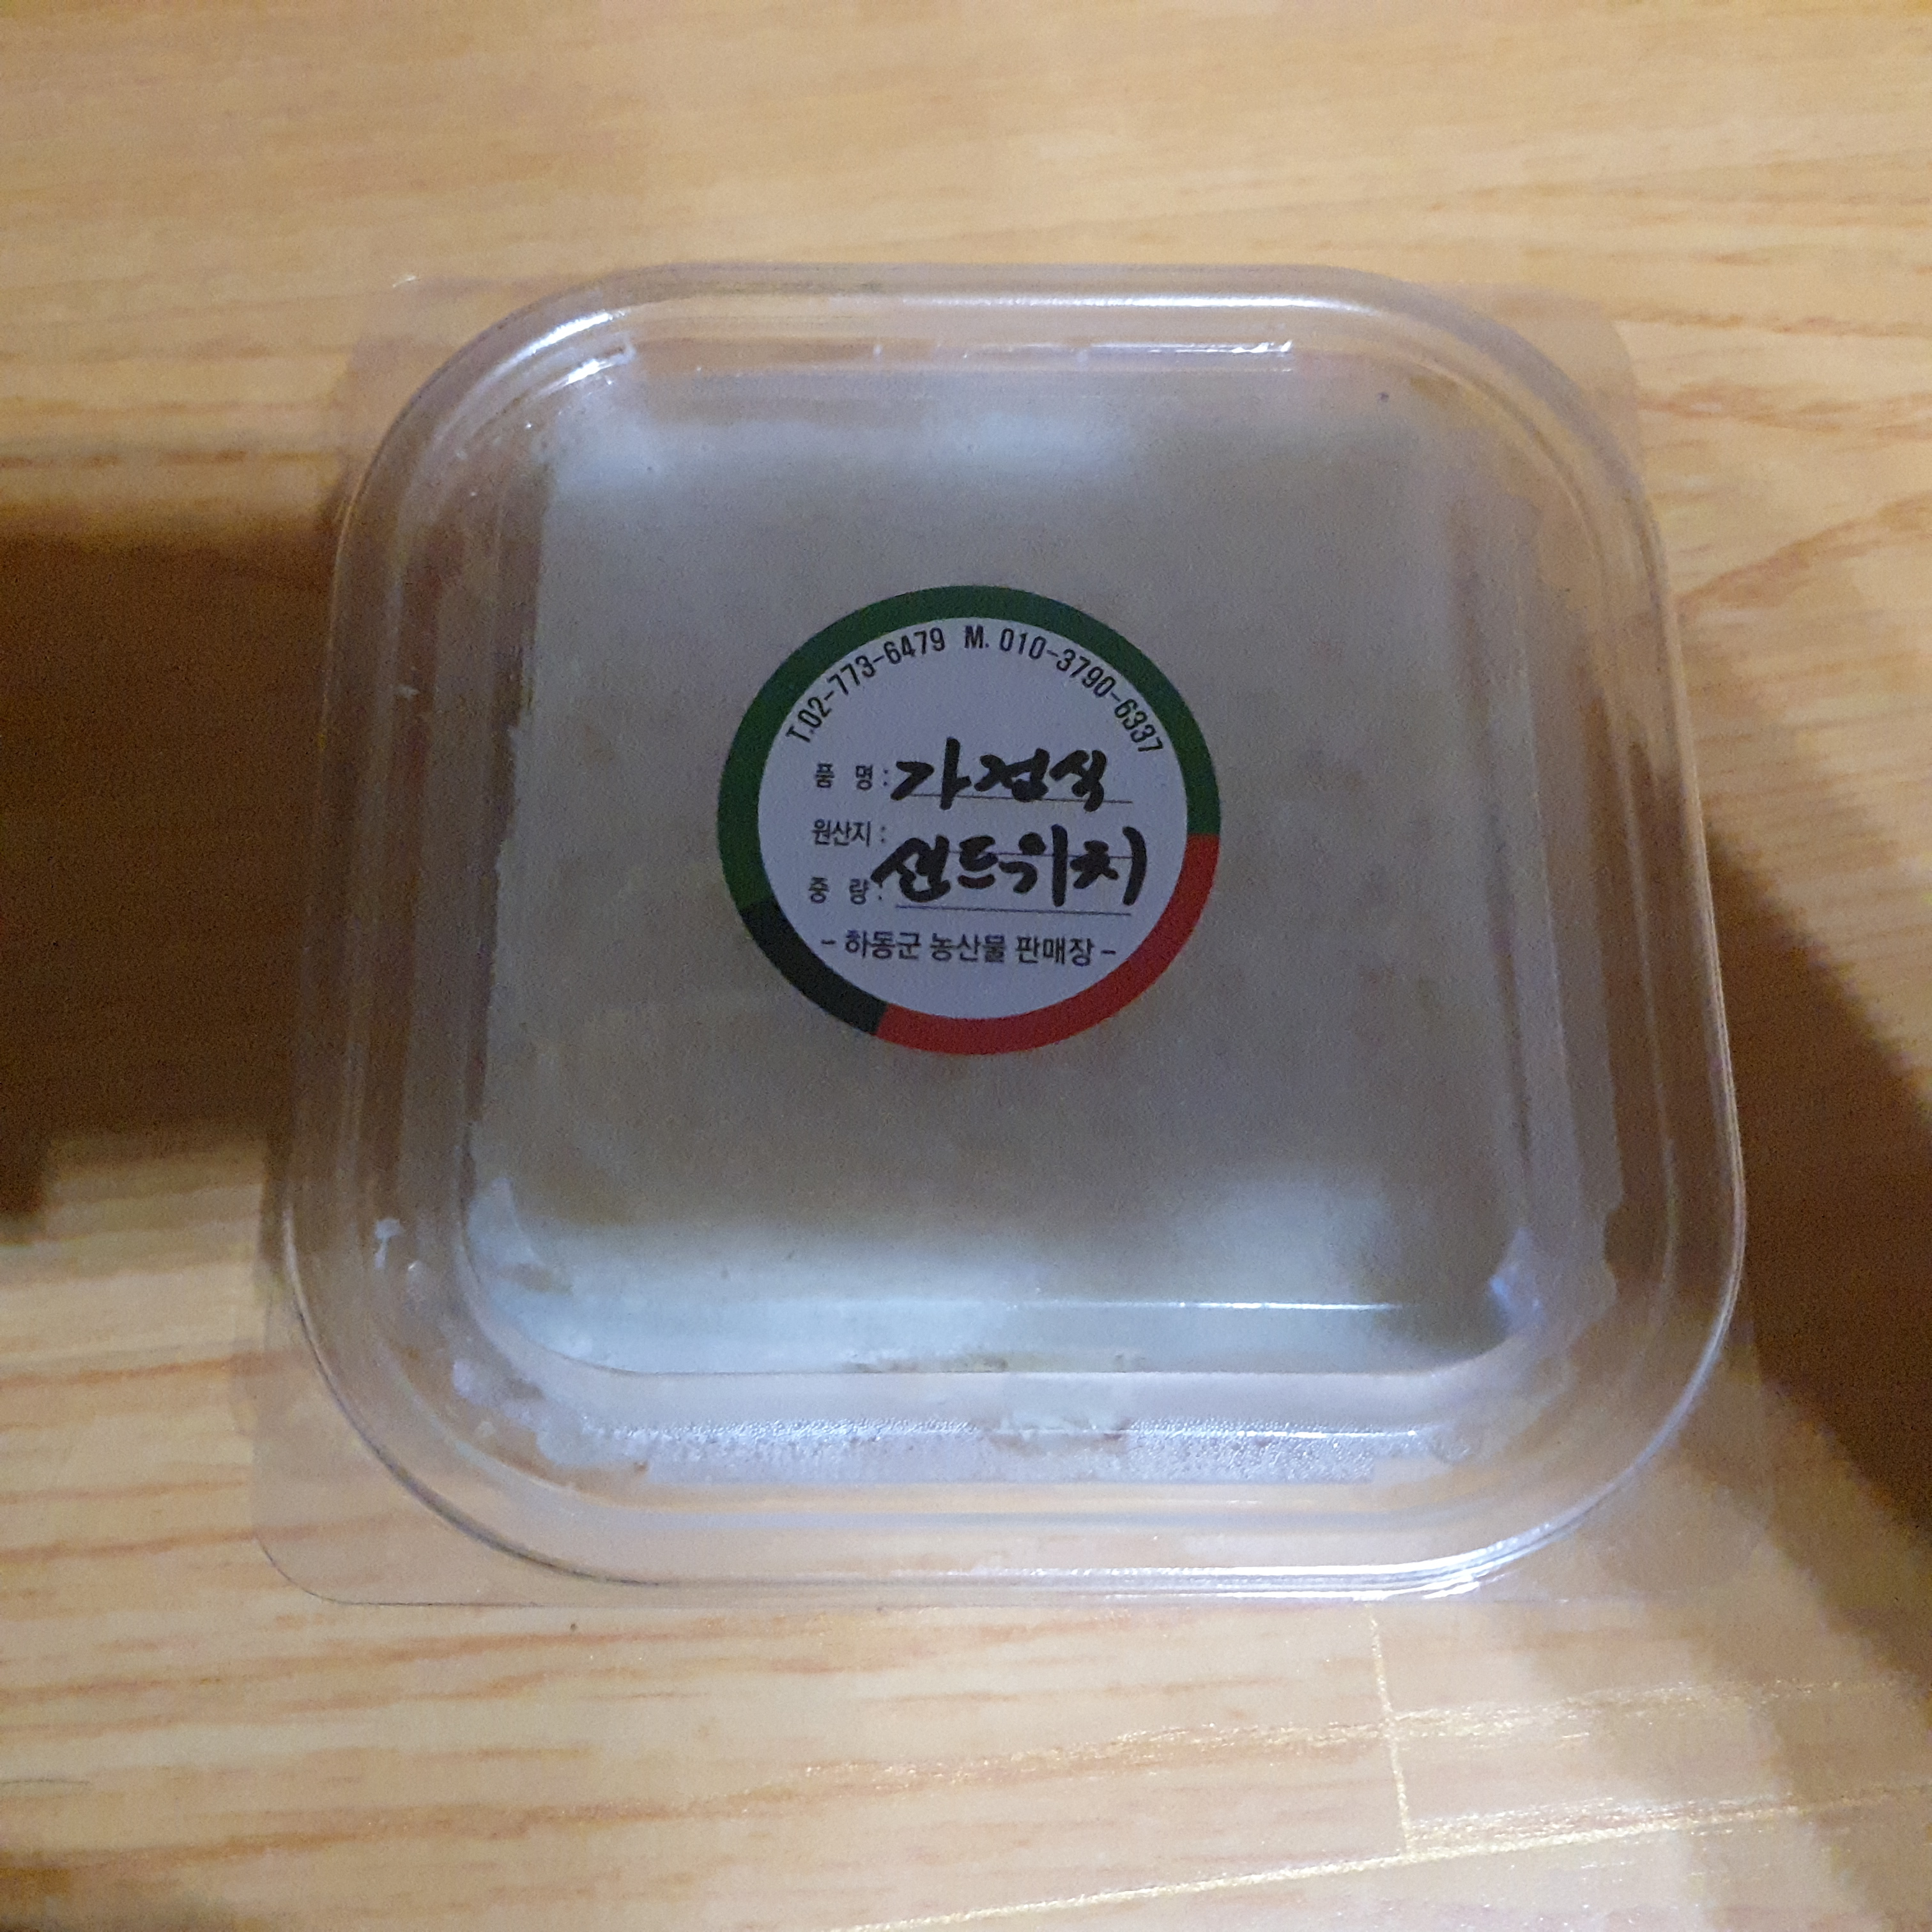 T.02-773-6479 M. 010-3790-6337
품 명 : 가정식
원산지 :
샌드위치
중 량 :
- 하동군 농산물 판매장 -